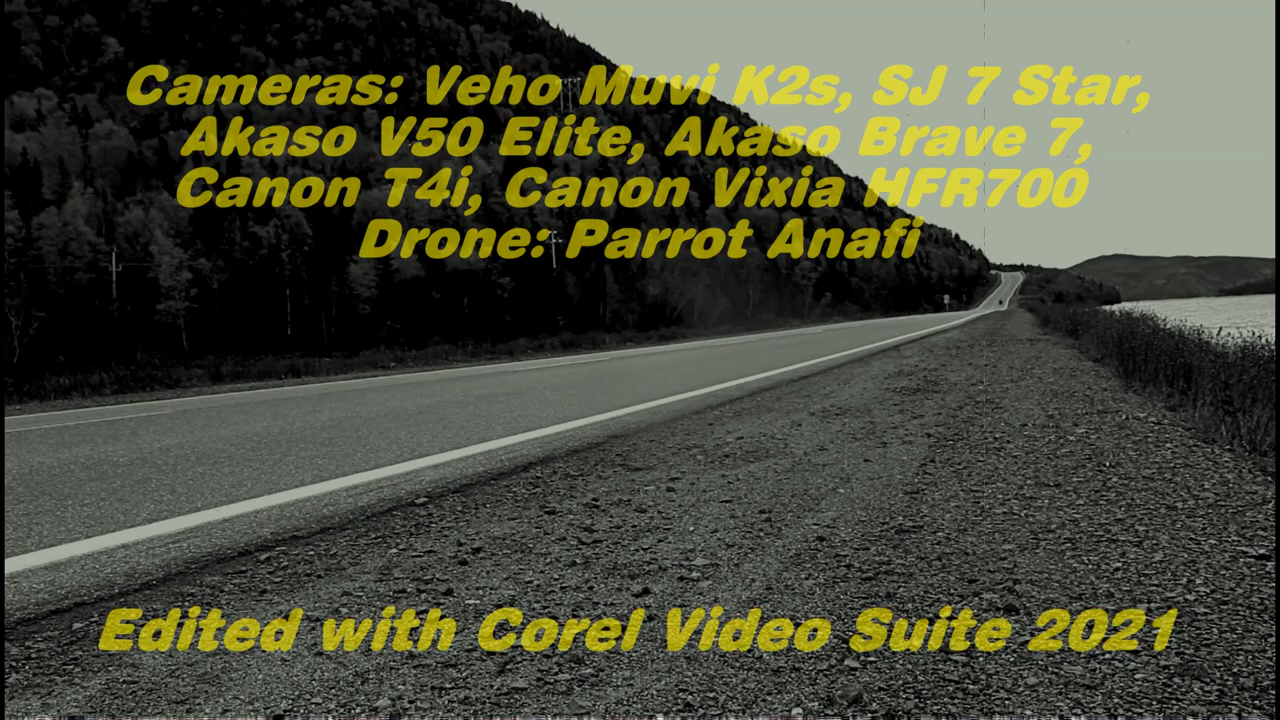 Cameras: Veho Muvi K2s, SJ 7 Star,
Akaso V50 Elite, Akaso Brave 7,
Canon T4i, Canon Vixia HFR700
Drone: Parrot Anafi
Edited with Corel Video Suite 2021